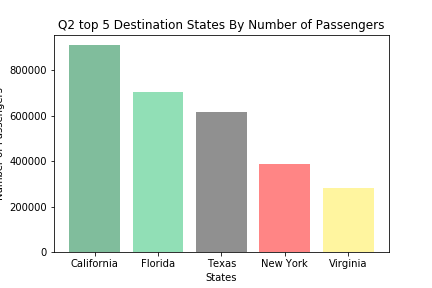 Q2 top 5 Destination States By Number of Passengers
Number of Passengers
800000
600000
400000
200000
0
California Florida Texas New York Virginia
States